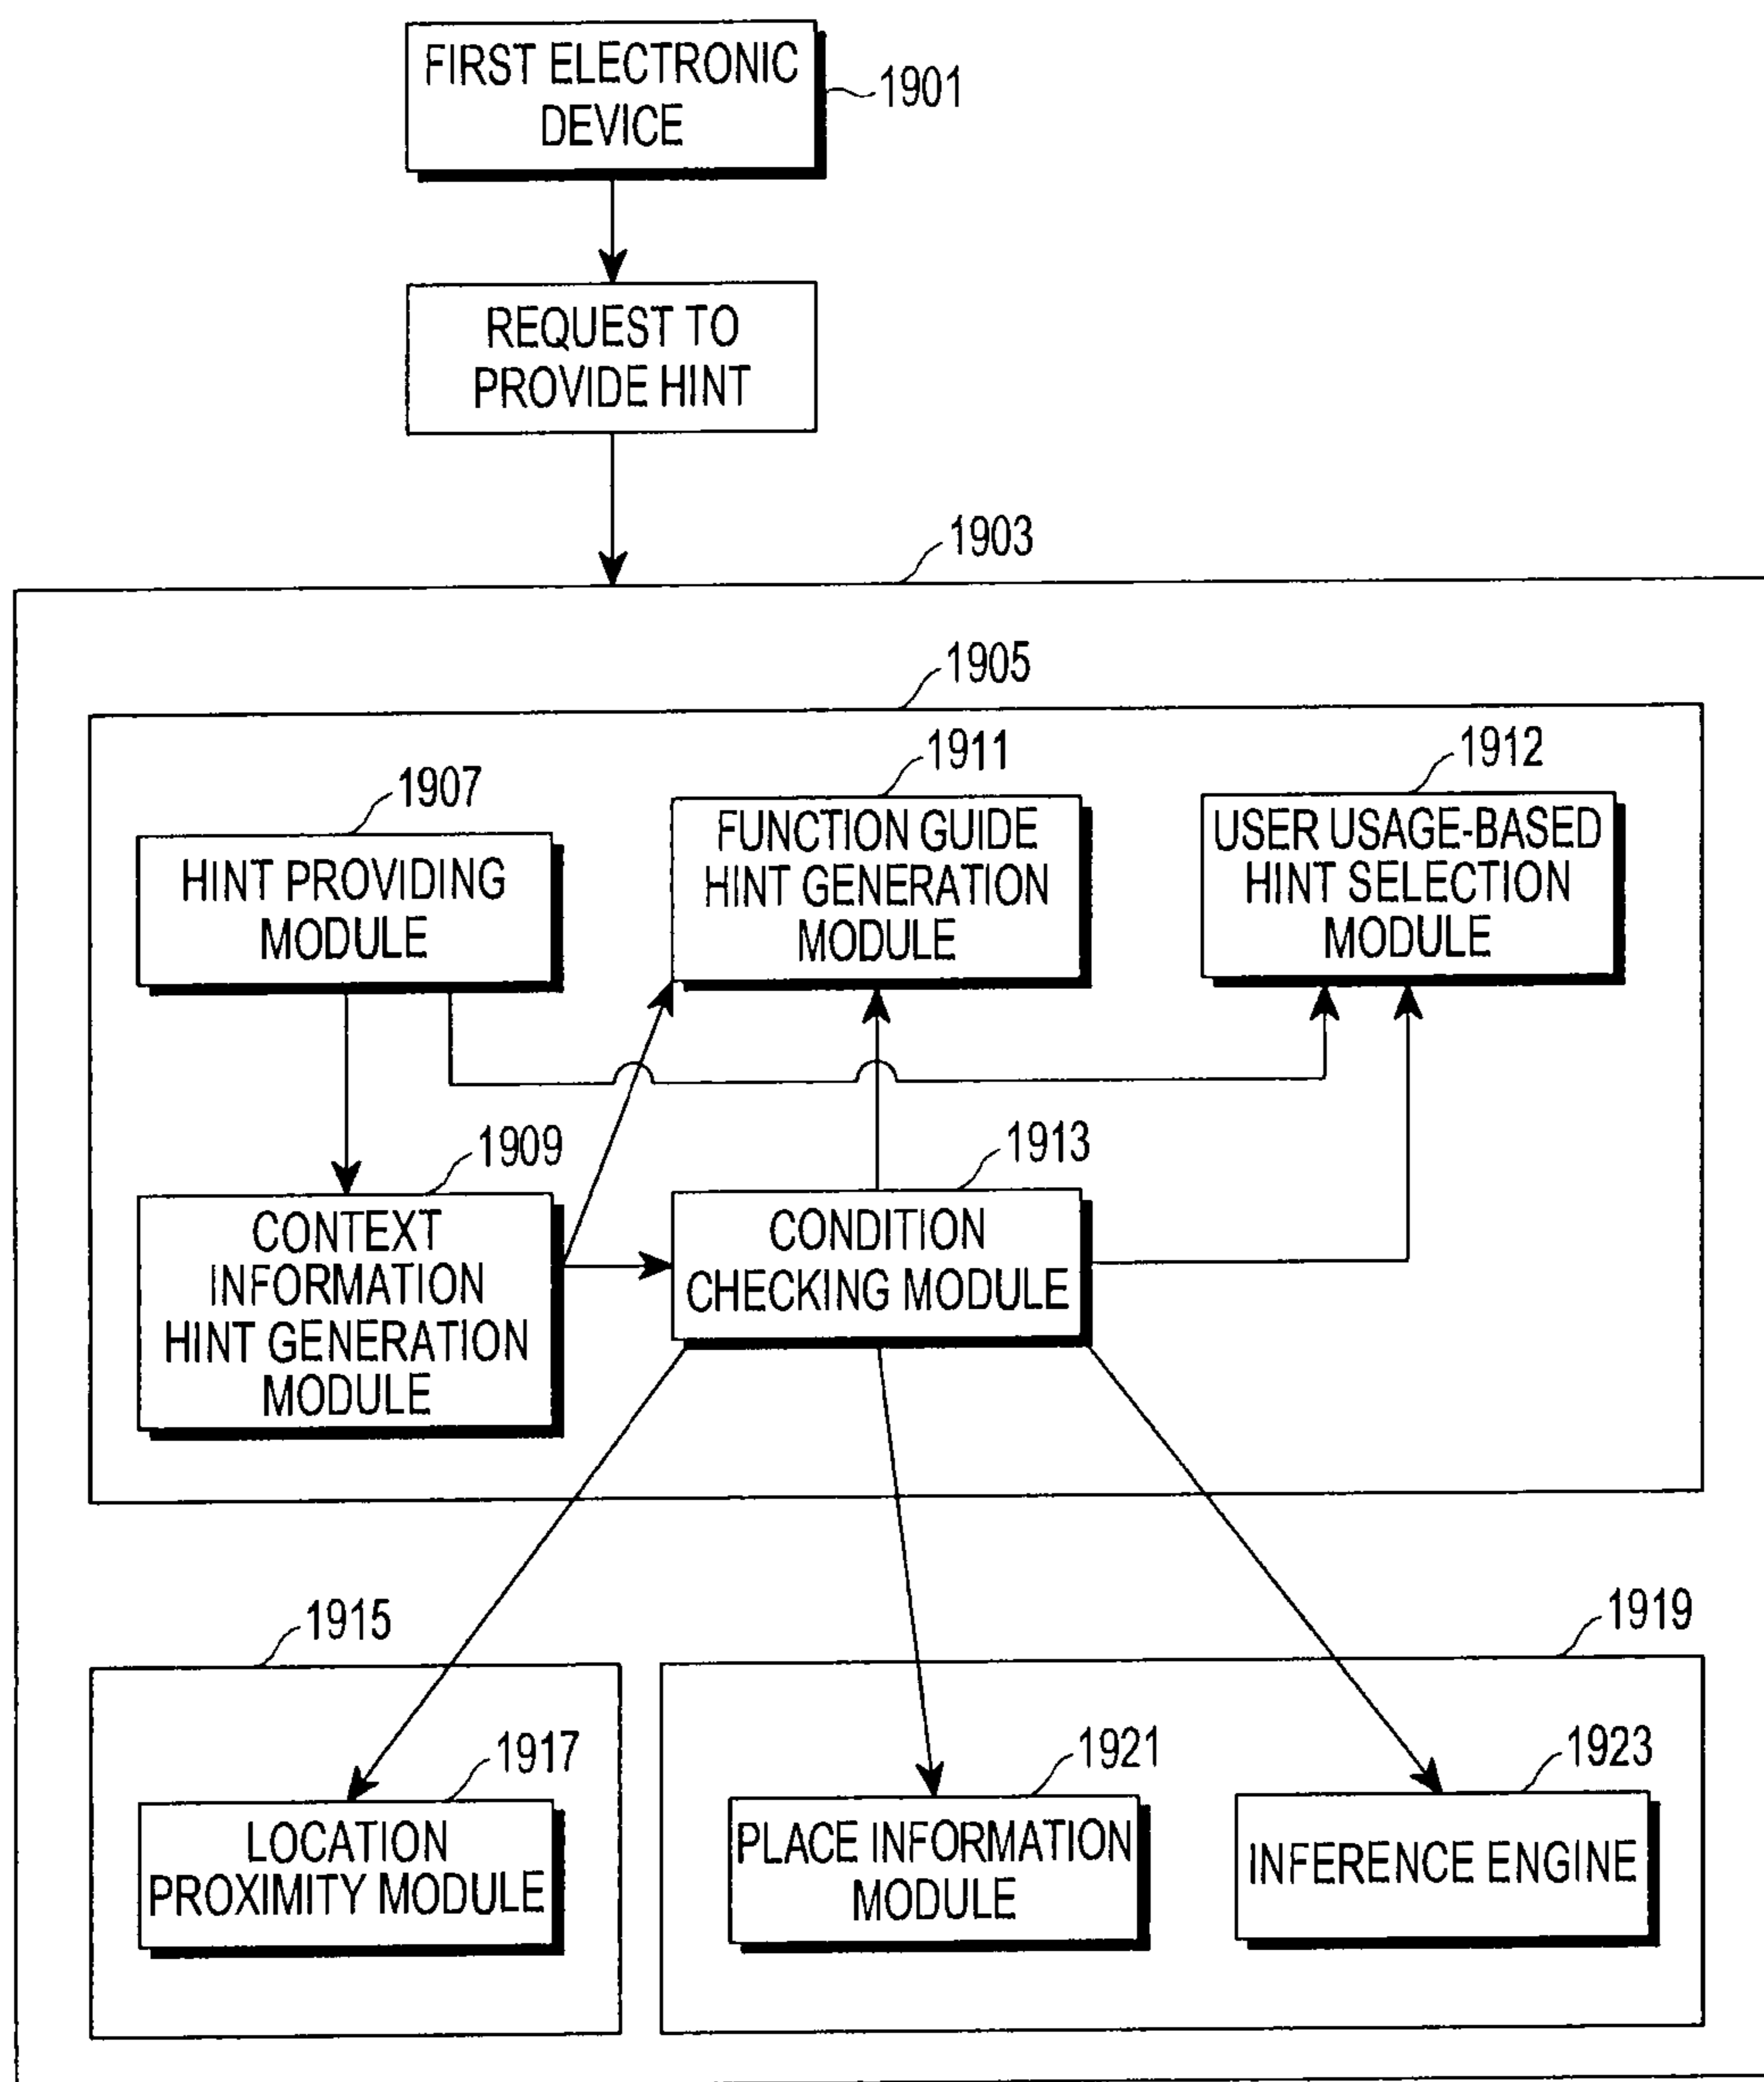 FIRST ELECTRONIC
DEVICE
1901
REQUEST TO
PROVIDE HINT
1903
1905
1907
HINT PROVIDING
MODULE
1911
FUNCTION GUIDE
HINT GENERATION
MODULE
1912
USER USAGE-BASED
HINT SELECTION
MODULE
1909
CONTEXT
INFORMATION
HINT GENERATION
MODULE
1913
CONDITION
CHECKING MODULE
1915
1917
LOCATION
PROXIMITY MODULE
1919
1921
PLACE INFORMATION
MODULE
1923
INFERENCE ENGINE